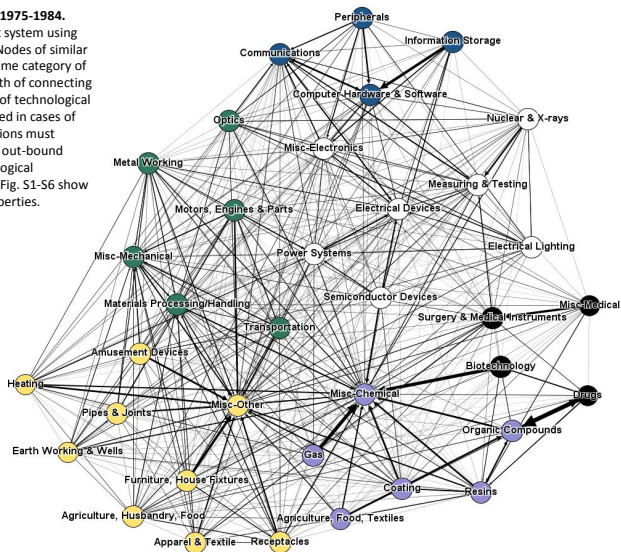 1975-1984.
t system using
Nodes of similar
me category of
th of connecting
of technological
ed in cases of
ions must
out-bound
logical
Fig. S1-S6 show
perties.
Peripherals
Information Storage
Communications
Computer Hardware & Software
Optics
Nuclear & X-rays
Misc-Electronics
Metal Working
Measuring & Testing
Motors, Engines & Parts
Electrical Devices
Electrical Lighting
Power Systems
Misc-Mechanical
Semiconductor Devices
Materials Processing/Handling
Misc-Medical
Surgery & Medical Instruments
Transportation
Amusement Devices
Biotechnology
Heating
Misc-Chemical
Drugs
Misc-Other
Pipes & Joints
Organic Compounds
Earth Working & Wells
Gas
Furniture, House Fixtures
Coating
Resins
Agriculture, Husbandry, Food
Agriculture, Food, Textiles
Apparel & Textile
Receptacles